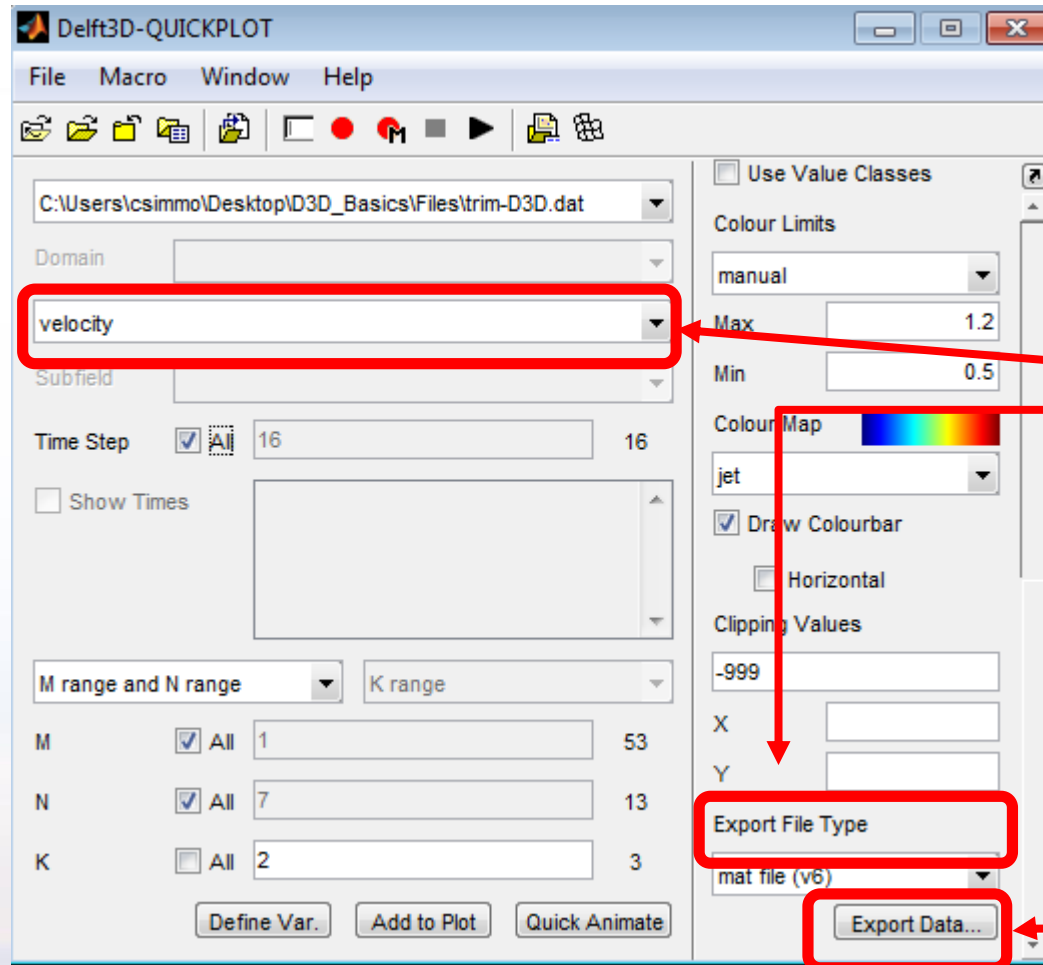 Delft3D-QUICKPLOT
File Macro Window Help
C:\Users\csimmo\Desktop\D3D_Basics\Files\trim-D3D.dat
Domain
velocity
Subfield
Time Step All 16 16
Show Times
M range and N range K range
M All 1 53
N All 7 13
K All 2 3
Define Var. Add to Plot Quick Animate
Use Value Classes
Colour Limits
manual
Max 1.2
Min 0.5
Colour Map
jet
Draw Colourbar
Horizontal
Clipping Values
-999
X
Y
Export File Type
mat file (v6)
Export Data...